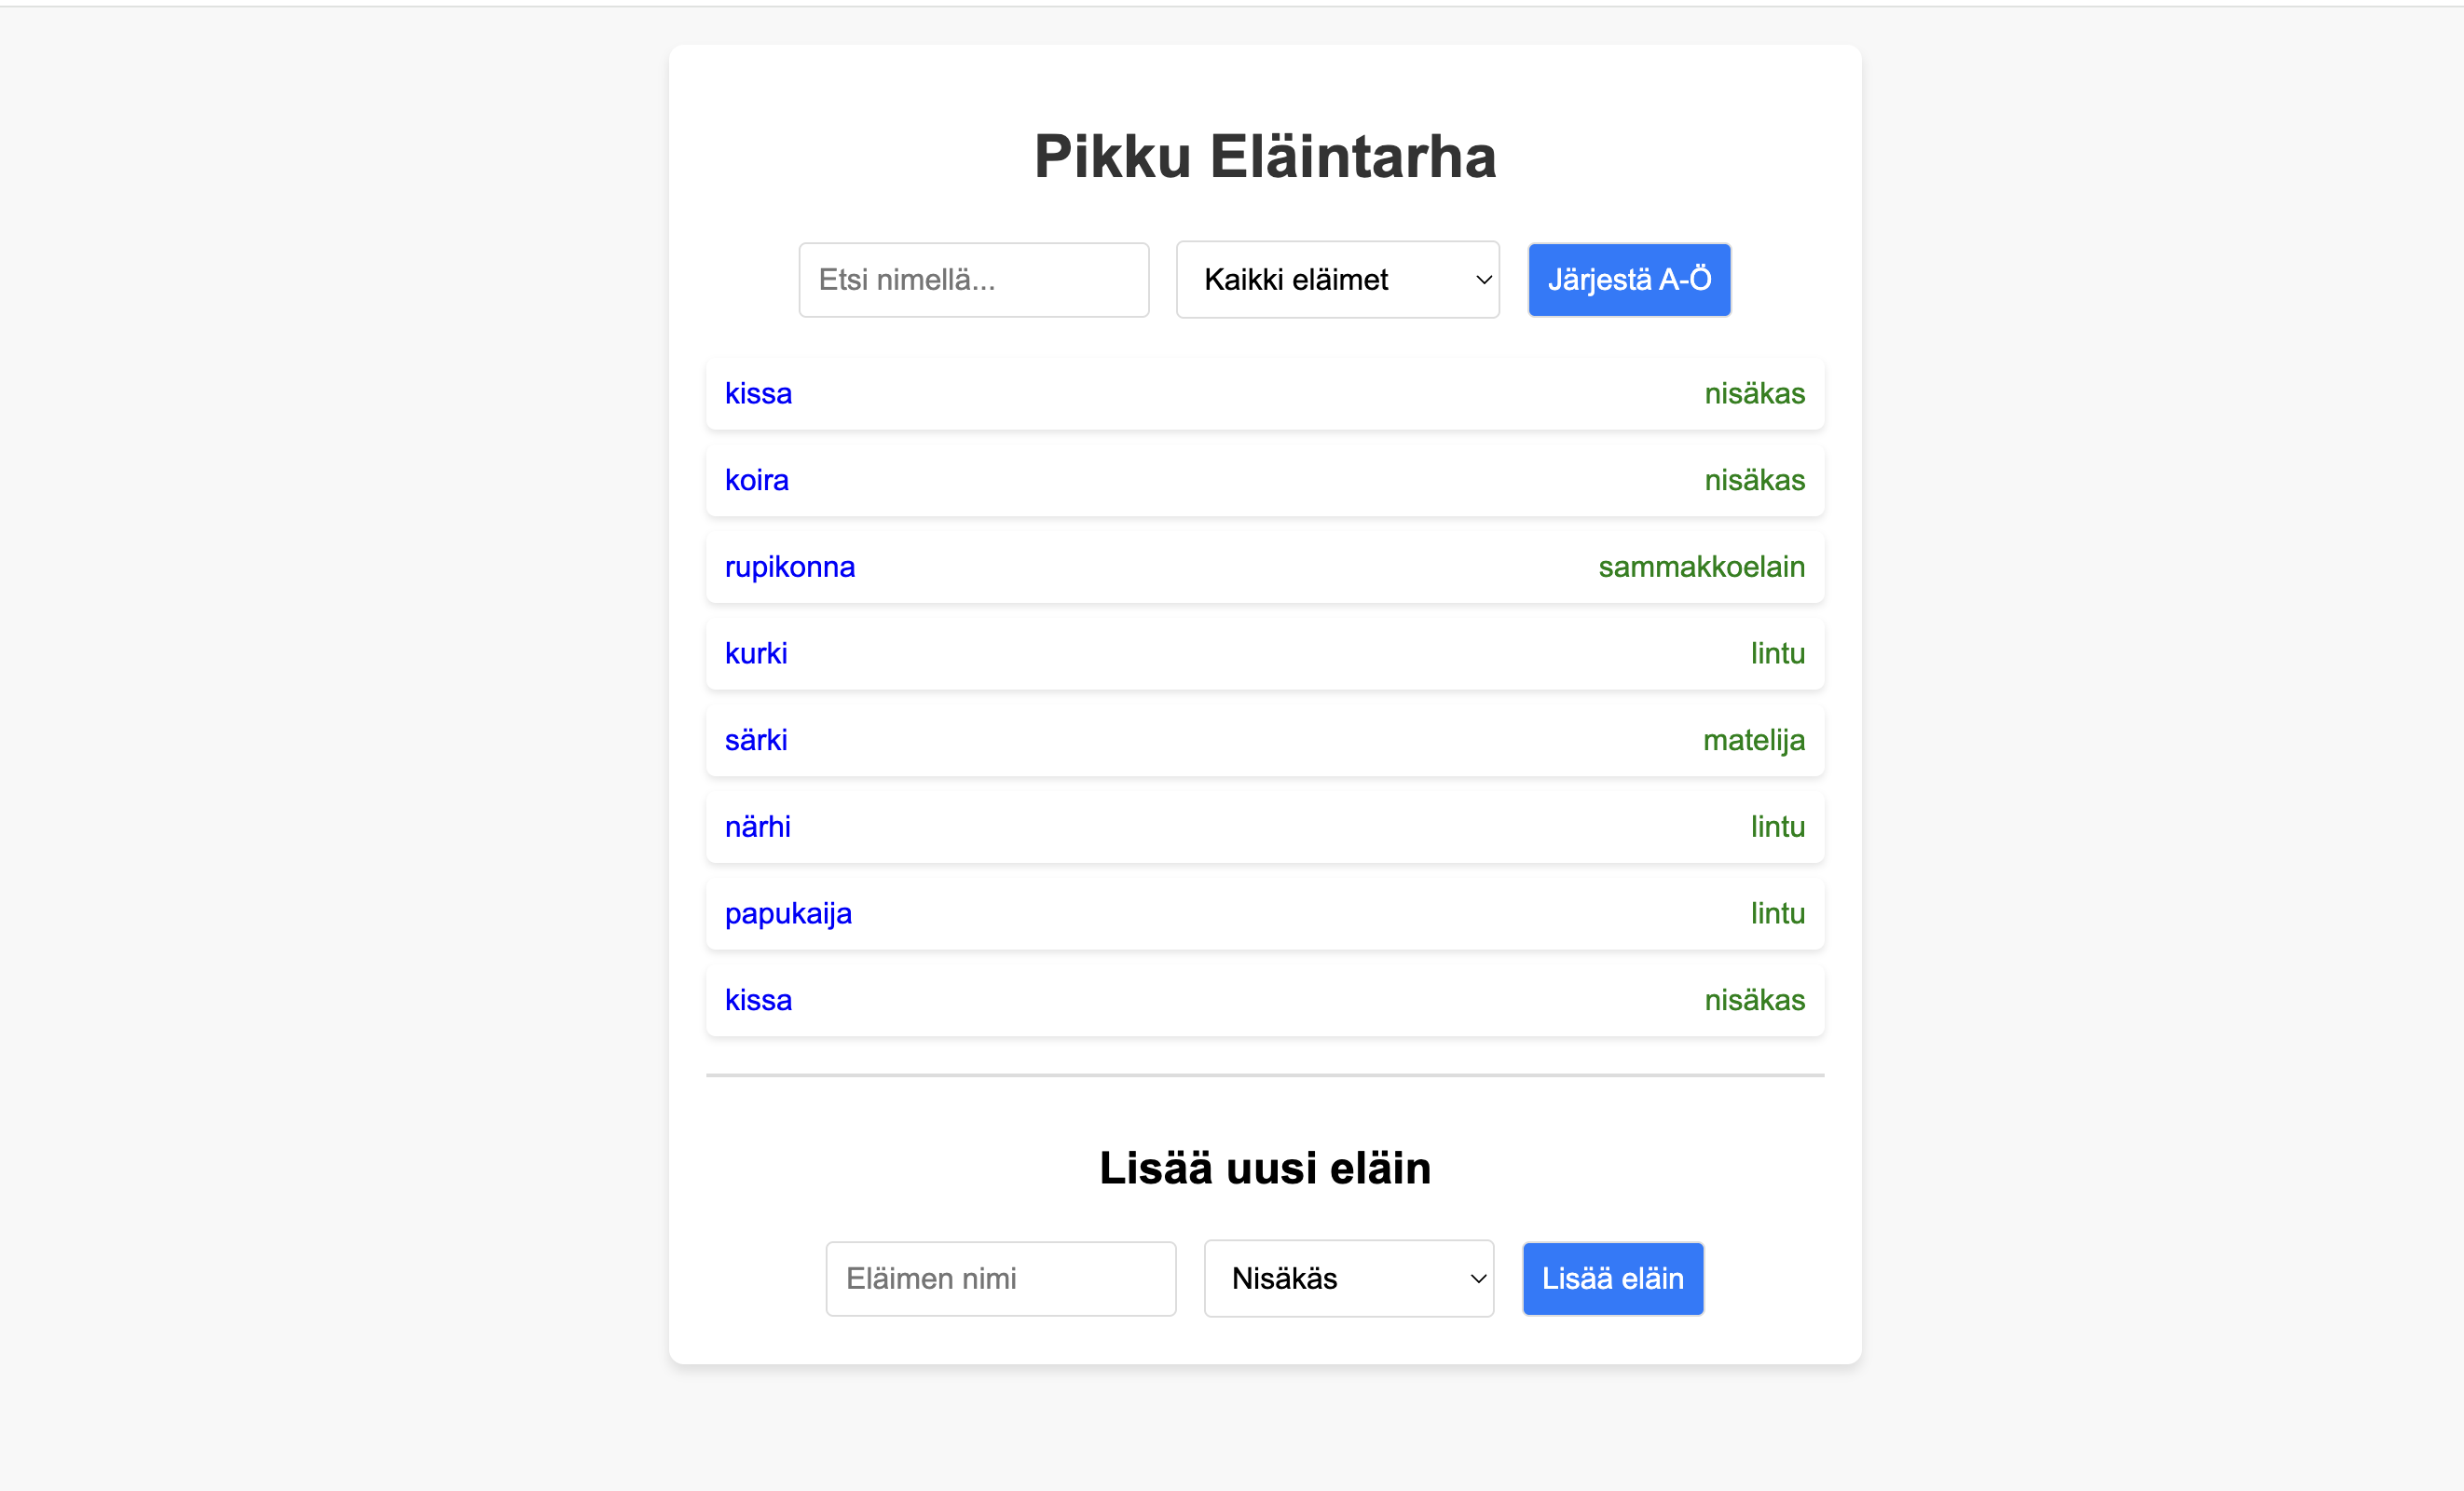 Pikku Eläintarha
Etsi nimellä... Kaikki eläimet Järjestä A-Ö
kissa nisäkas
koira nisäkas
rupikonna sammakkoelain
kurki lintu
särki matelija
närhi lintu
papukaija lintu
kissa nisäkas
Lisää uusi eläin
Eläimen nimi Nisäkäs Lisää eläin